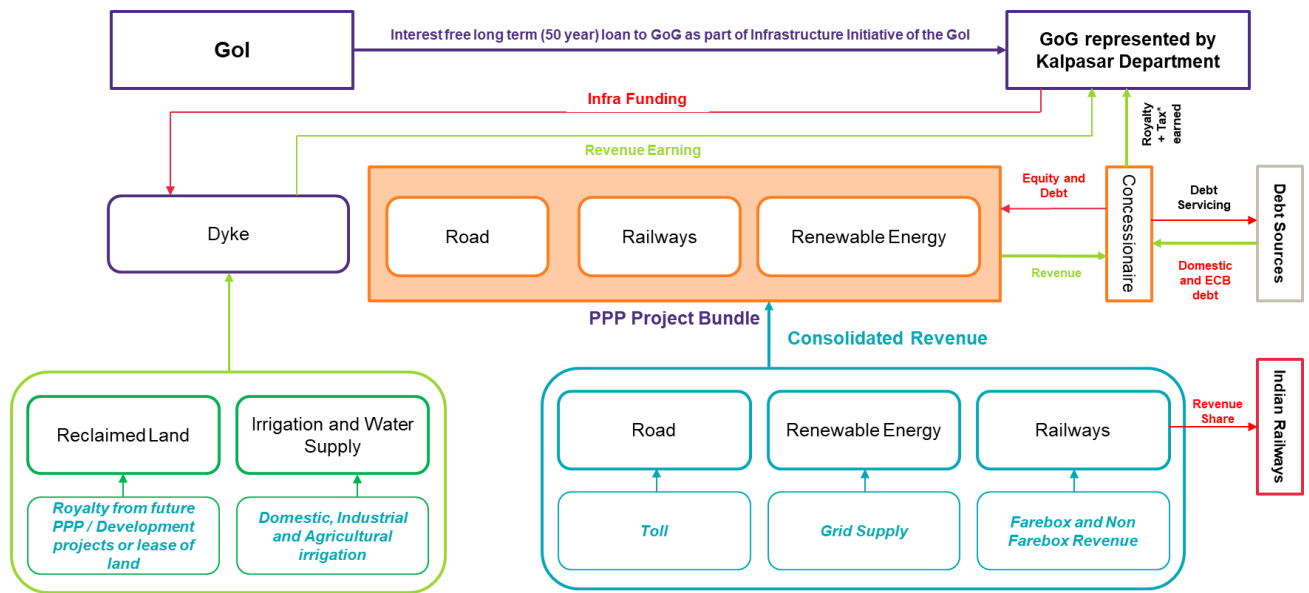 GoI
Interest free long term (50 year) loan to GoG as part of Infrastructure Initiative of the GoI
GoG represented by
Kalpasar Department
Infra Funding
Royalty
+ Tax*
earned
Revenue Earning
Dyke
Road
Railways
Renewable Energy
Equity and
Debt
Revenue
Concessionaire
Debt
Servicing
Domestic
and ECB
debt
Debt Sources
PPP Project Bundle
Consolidated Revenue
Reclaimed Land
Irrigation and Water
Supply
Royalty from future
PPP / Development
projects or lease of
land
Domestic, Industrial
and Agricultural
irrigation
Road
Renewable Energy
Railways
Toll
Grid Supply
Farebox and Non
Farebox Revenue
Revenue
Share
Indian Railways